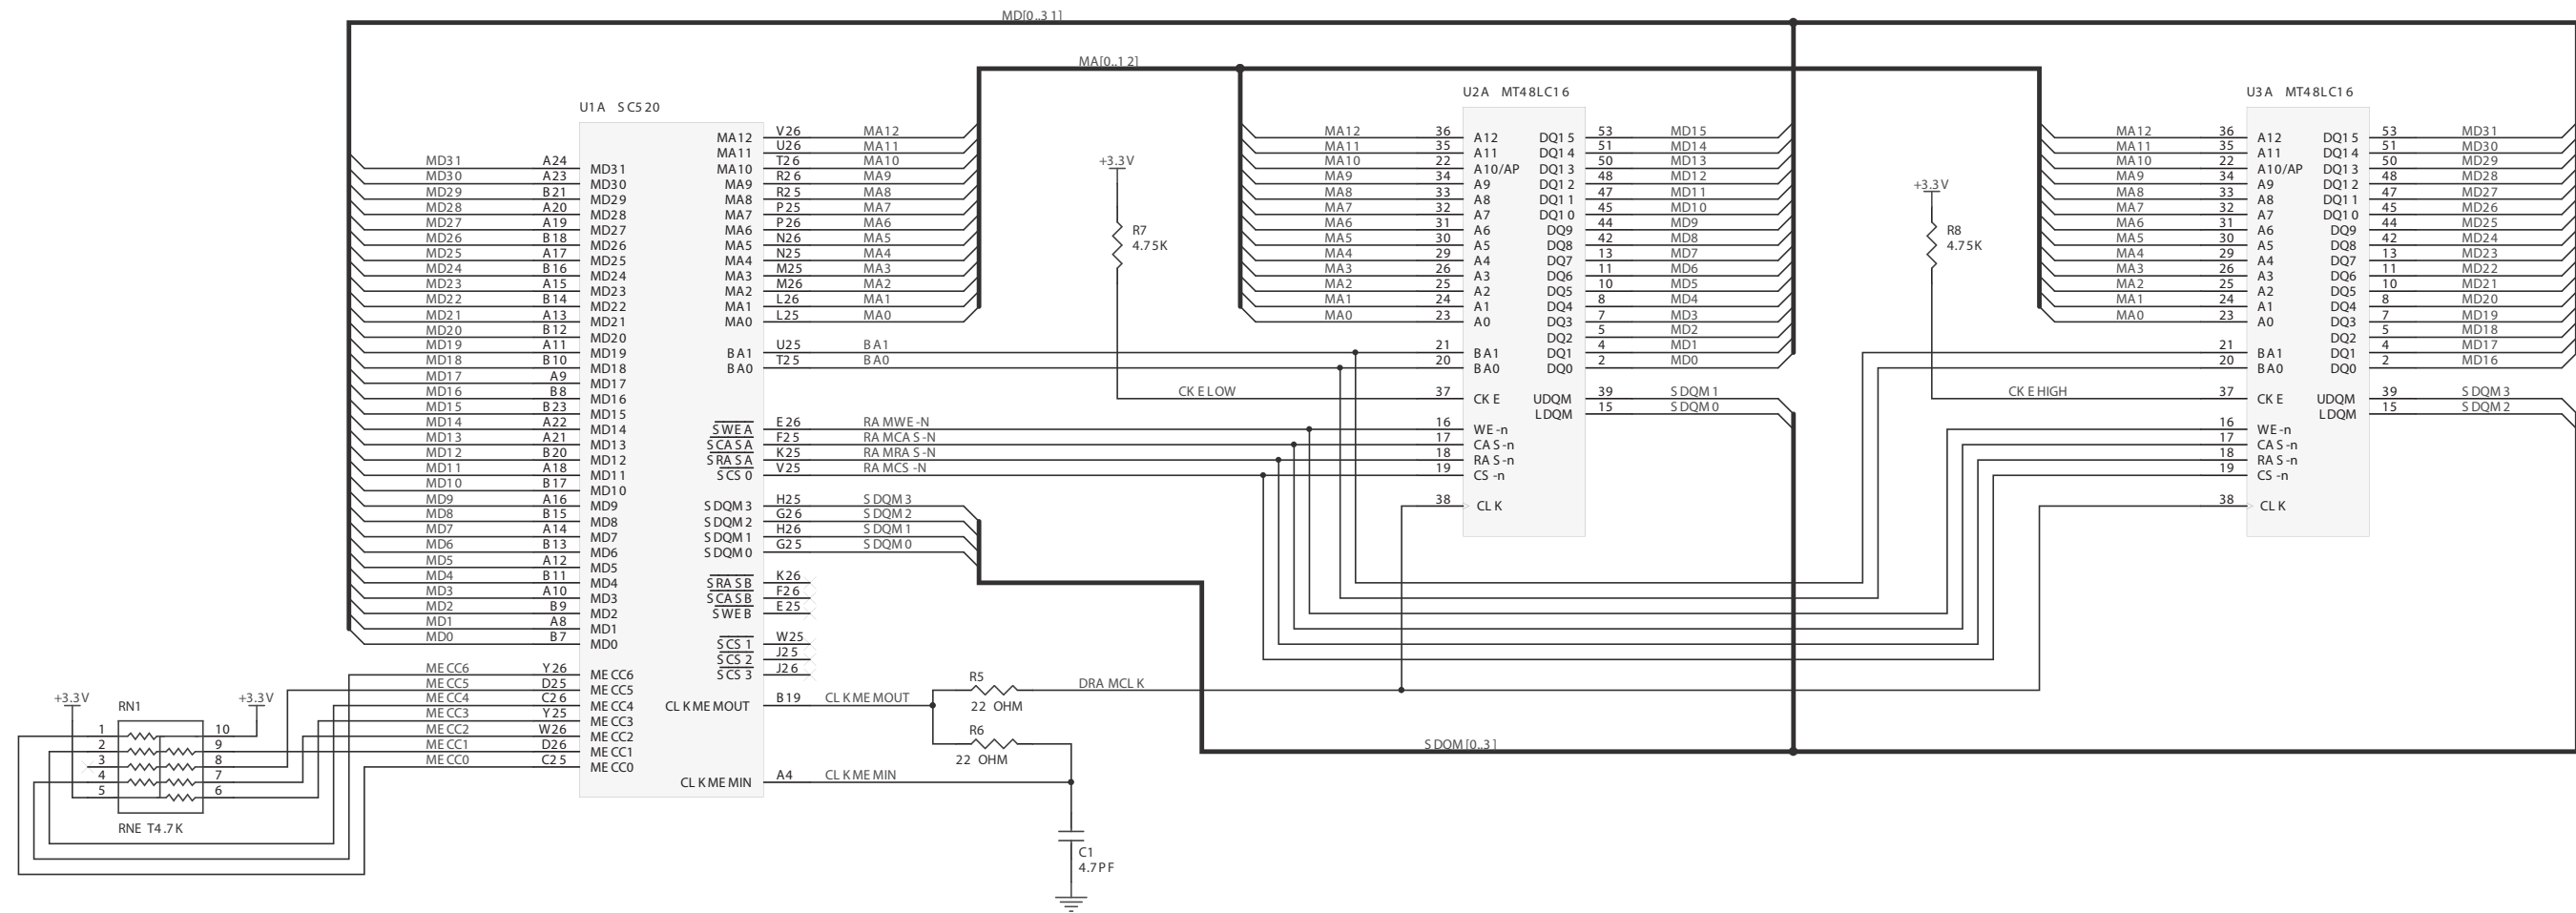 MD[0..31]
MA[0..12]
U1A SC520
MD31 A24 MD31
MD30 A23 MD30
MD29 B21 MD29
MD28 A20 MD28
MD27 A19 MD27
MD26 B18 MD26
MD25 A17 MD25
MD24 B16 MD24
MD23 A15 MD23
MD22 B14 MD22
MD21 A13 MD21
MD20 B12 MD20
MD19 A11 MD19
MD18 B10 MD18
MD17 A9 MD17
MD16 B8 MD16
MD15 B23 MD15
MD14 A22 MD14
MD13 A21 MD13
MD12 B20 MD12
MD11 A18 MD11
MD10 B17 MD10
MD9 A16 MD9
MD8 B15 MD8
MD7 A14 MD7
MD6 B13 MD6
MD5 A12 MD5
MD4 B11 MD4
MD3 A10 MD3
MD2 B9 MD2
MD1 A8 MD1
MD0 B7 MD0
MECC6 Y26 MECC6
MECC5 D25 MECC5
MECC4 C26 MECC4
MECC3 Y25 MECC3
MECC2 W26 MECC2
MECC1 D26 MECC1
MECC0 C25 MECC0
MA12 V26 MA12
MA11 U26 MA11
MA10 T26 MA10
MA9 R26 MA9
MA8 R25 MA8
MA7 P25 MA7
MA6 P26 MA6
MA5 N26 MA5
MA4 N25 MA4
MA3 M25 MA3
MA2 M26 MA2
MA1 L26 MA1
MA0 L25 MA0
BA1 U25 BA1
BA0 T25 BA0
SWEA E26 RAMWE-N
SCASA F25 RAMCAS-N
SRASA K25 RAMRAS-N
SCS0 V25 RAMCS-N
SDQM3 H25 SDQM3
SDQM2 G26 SDQM2
SDQM1 H26 SDQM1
SDQM0 G25 SDQM0
SRASB K26
SCASB F26
SWEB E25
SCS1 W25
SCS2 J25
SCS3 J26
CLKMEMOUT B19 CLKMEMOUT
CLKMEMIN A4 CLKMEMIN
+3.3V
+3.3V
RN1
1 10
2 9
3 8
4 7
5 6
RNET4.7K
R5
22 OHM
DRAMCLK
R6
22 OHM
C1
4.7PF
SDQM[0..3]
+3.3V
R7
4.75K
CKELOW
U2A MT48LC16
MA12 36 A12
MA11 35 A11
MA10 22 A10/AP
MA9 34 A9
MA8 33 A8
MA7 32 A7
MA6 31 A6
MA5 30 A5
MA4 29 A4
MA3 26 A3
MA2 25 A2
MA1 24 A1
MA0 23 A0
21 BA1
20 BA0
37 CKE
16 WE-n
17 CAS-n
18 RAS-n
19 CS-n
38 CLK
DQ15 53 MD15
DQ14 51 MD14
DQ13 50 MD13
DQ12 48 MD12
DQ11 47 MD11
DQ10 45 MD10
DQ9 44 MD9
DQ8 42 MD8
DQ7 13 MD7
DQ6 11 MD6
DQ5 10 MD5
DQ4 8 MD4
DQ3 7 MD3
DQ2 5 MD2
DQ1 4 MD1
DQ0 2 MD0
UDQM 39 SDQM1
LDQM 15 SDQM0
+3.3V
R8
4.75K
CKEHIGH
U3A MT48LC16
MA12 36 A12
MA11 35 A11
MA10 22 A10/AP
MA9 34 A9
MA8 33 A8
MA7 32 A7
MA6 31 A6
MA5 30 A5
MA4 29 A4
MA3 26 A3
MA2 25 A2
MA1 24 A1
MA0 23 A0
21 BA1
20 BA0
37 CKE
16 WE-n
17 CAS-n
18 RAS-n
19 CS-n
38 CLK
DQ15 53 MD31
DQ14 51 MD30
DQ13 50 MD29
DQ12 48 MD28
DQ11 47 MD27
DQ10 45 MD26
DQ9 44 MD25
DQ8 42 MD24
DQ7 13 MD23
DQ6 11 MD22
DQ5 10 MD21
DQ4 8 MD20
DQ3 7 MD19
DQ2 5 MD18
DQ1 4 MD17
DQ0 2 MD16
UDQM 39 SDQM3
LDQM 15 SDQM2